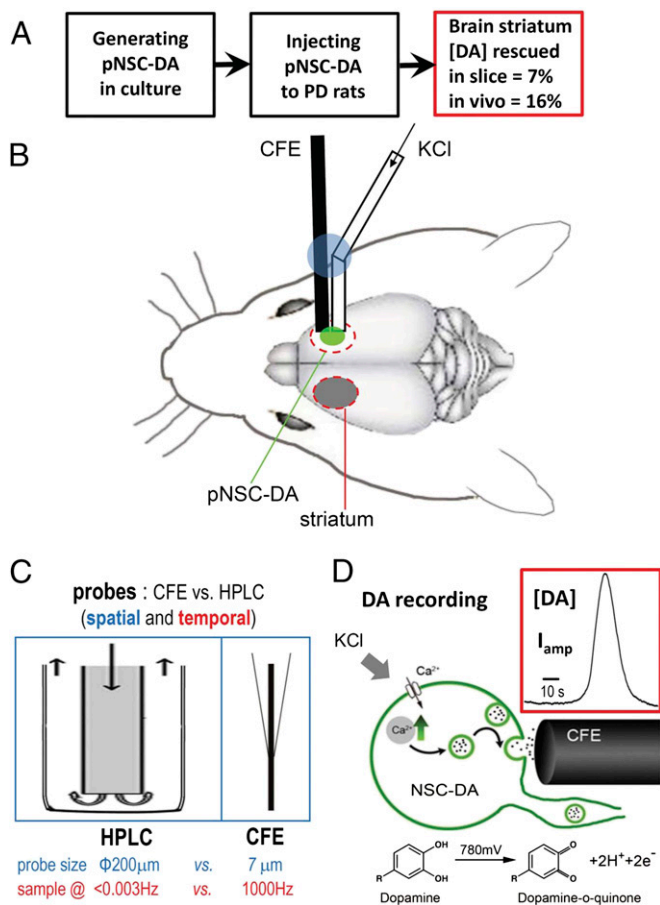 A
Generating
pNSC-DA
in culture
Injecting
pNSC-DA
to PD rats
Brain striatum
[DA] rescued
in slice = 7%
in vivo = 16%
B
CFE
KCl
pNSC-DA
striatum
C
probes : CFE vs. HPLC
(spatial and temporal)
HPLC
CFE
probe size Φ200μm vs. 7 μm
sample @ <0.003Hz vs. 1000Hz
D
DA recording
[DA]
Iamp
10 s
KCl
Ca²⁺
Ca²⁺
CFE
NSC-DA
OH
OH
R
780mV
O
O
R
+2H⁺+2e⁻
Dopamine
Dopamine-o-quinone